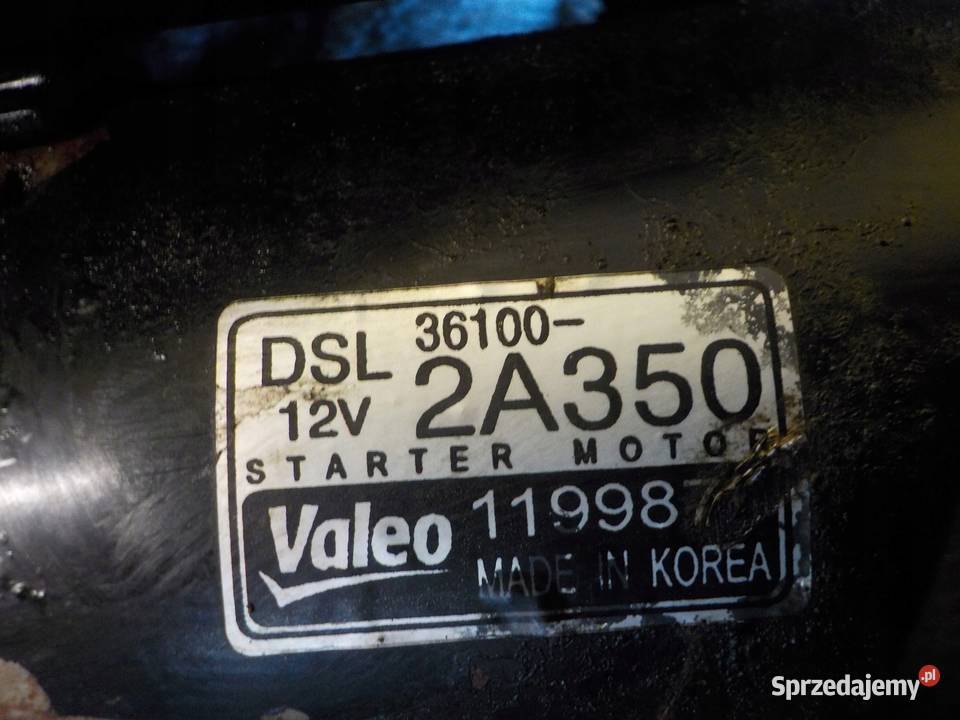 DSL 36100-
12V 2A350
STARTER MOTOR
Valeo 11998
MADE IN KOREA
Sprzedajemy.pl